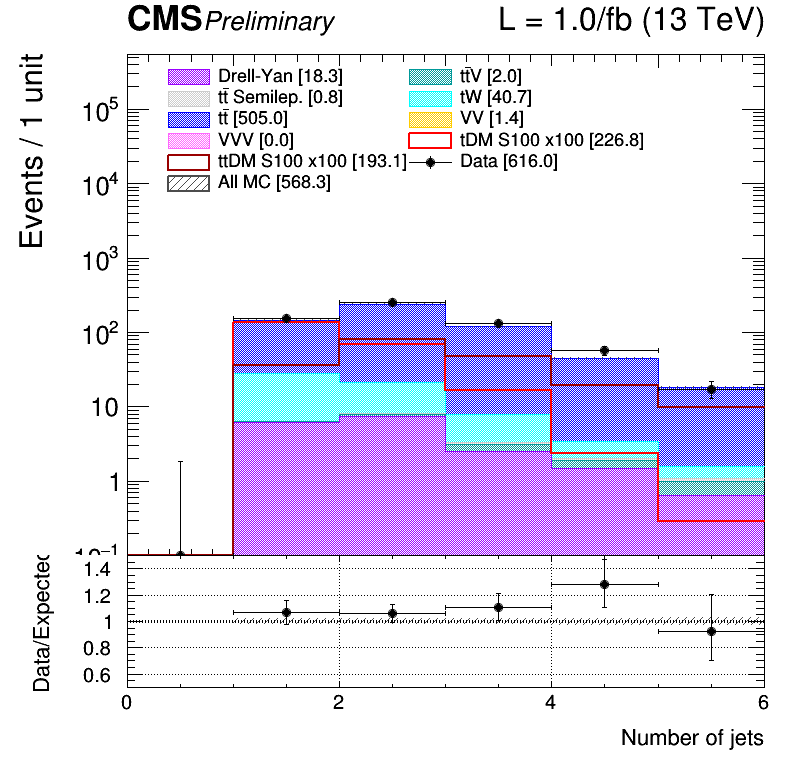 CMS Preliminary L = 1.0/fb (13 TeV)
Events / 1 unit
Drell-Yan [18.3] tt̄V [2.0]
tt̄ Semilep. [0.8] tW [40.7]
tt̄ [505.0] VV [1.4]
VVV [0.0] tDM S100 x100 [226.8]
ttDM S100 x100 [193.1] Data [616.0]
All MC [568.3]
10⁵
10⁴
10³
10²
10
1
10⁻¹
Data/Expected
1.4
1.2
1
0.8
0.6
0 2 4 6
Number of jets